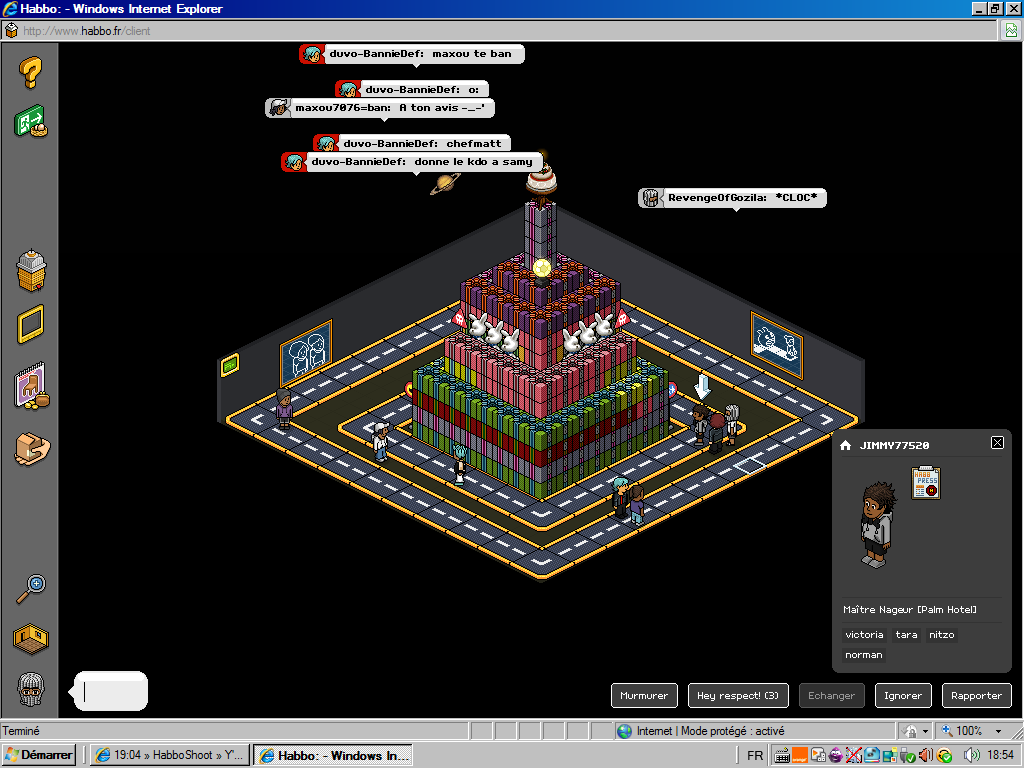 Habbo: - Windows Internet Explorer
http://www.habbo.fr/client
duvo-BannieDef: maxou te ban
duvo-BannieDef: o:
maxou7076=ban: A ton avis -_-'
duvo-BannieDef: chefmatt
duvo-BannieDef: donne le kdo a samy
RevengeOfGozila: *CLOC*
JIMMY77520
HABB
PRESS
Maître Nageur [Palm Hotel]
victoria tara nitzo
norman
Murmurer Hey respect! (3) Echanger Ignorer Rapporter
Terminé Internet | Mode protégé : activé 100%
Démarrer 19:04 » HabboShoot » Y'... Habbo: - Windows In... FR 18:54